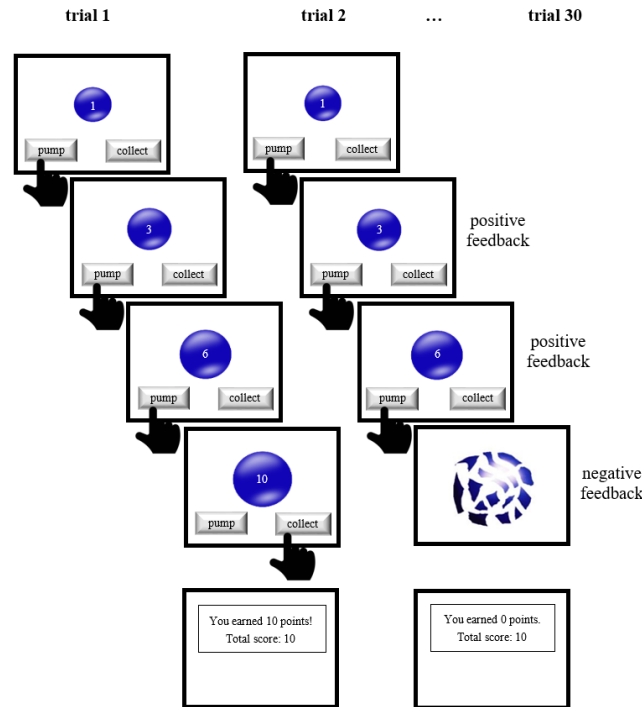 trial 1 trial 2 ... trial 30
1
pump collect
1
pump collect
3
pump collect
3
pump collect
positive
feedback
6
pump collect
6
pump collect
positive
feedback
10
pump collect
negative
feedback
You earned 10 points!
Total score: 10
You earned 0 points.
Total score: 10